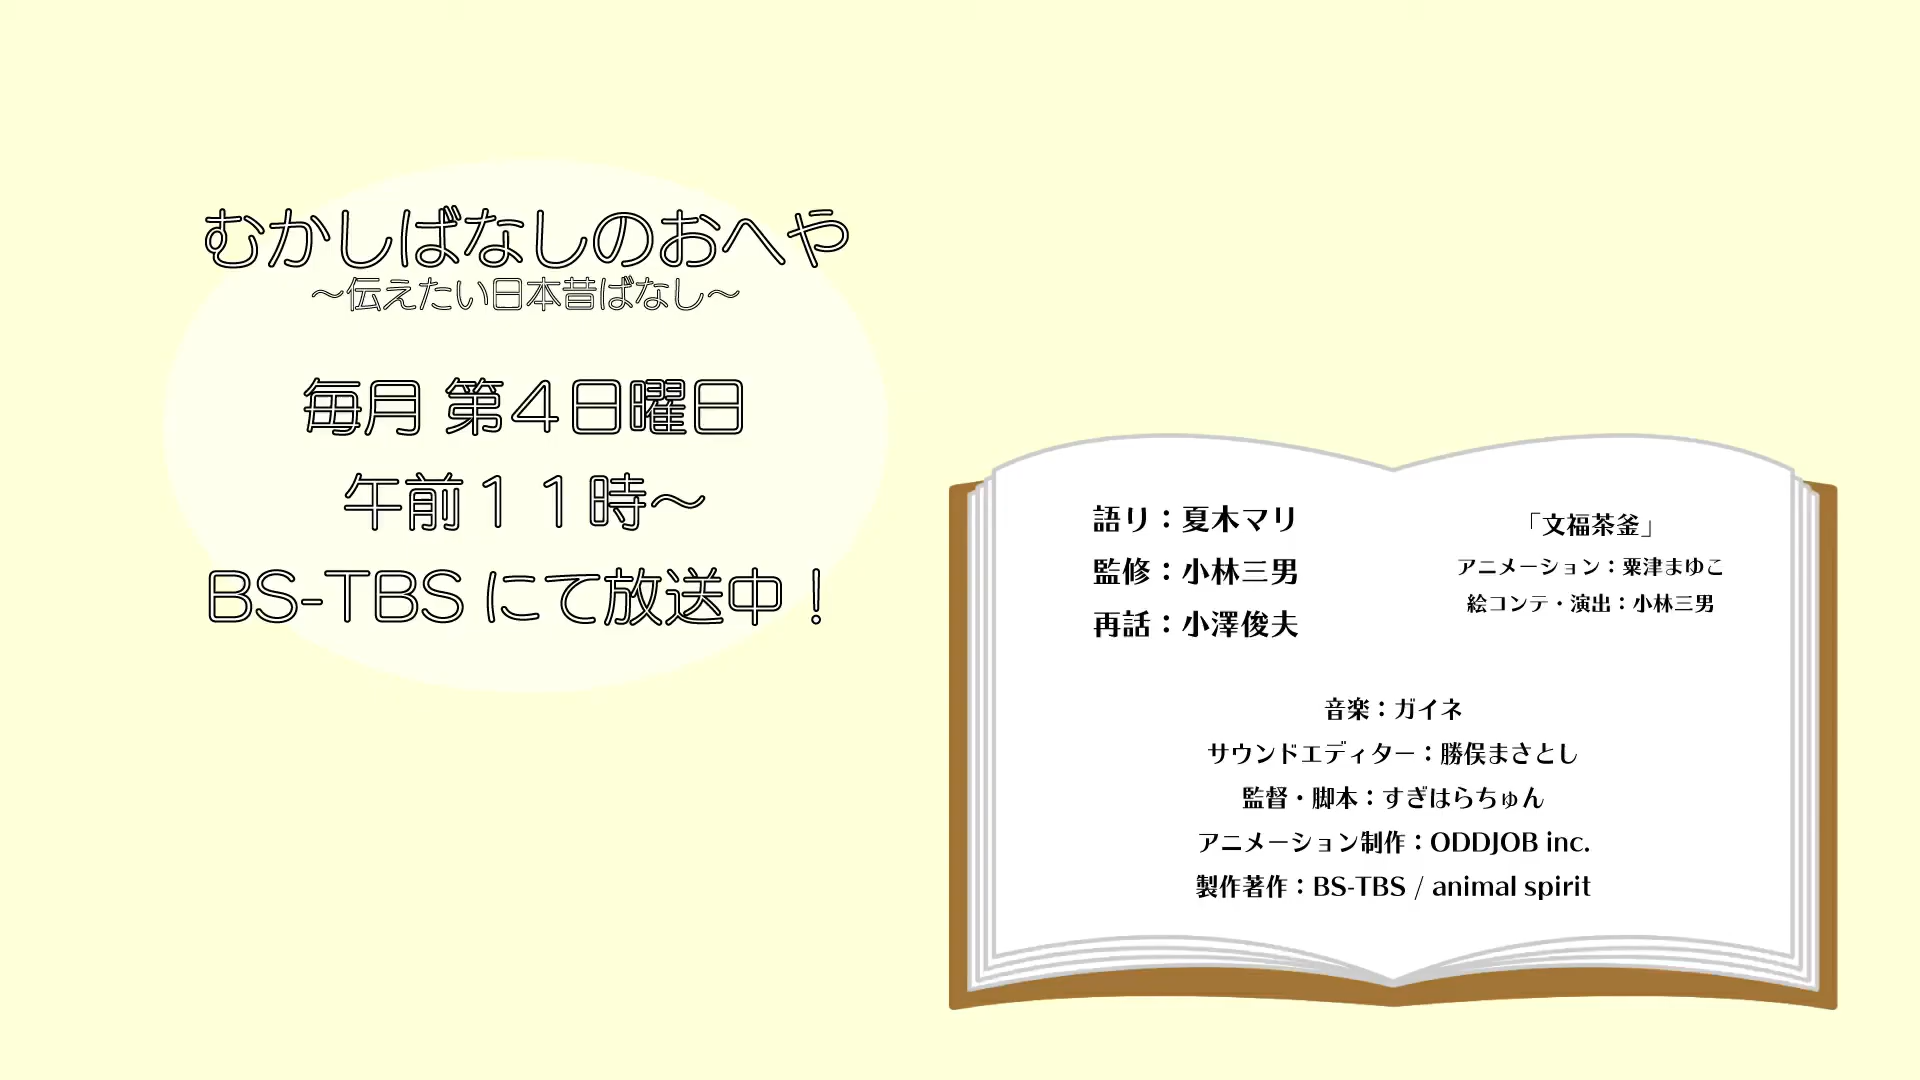 むかしばなしのおへや
〜伝えたい日本昔ばなし〜
毎月 第４日曜日
午前１１時〜
BS-TBS にて放送中！
語り：夏木マリ
監修：小林三男
再話：小澤俊夫
「文福茶釜」
アニメーション：粟津まゆこ
絵コンテ・演出：小林三男
音楽：ガイネ
サウンドエディター：勝俣まさとし
監督・脚本：すぎはらちゅん
アニメーション制作：ODDJOB inc.
製作著作：BS-TBS / animal spirit